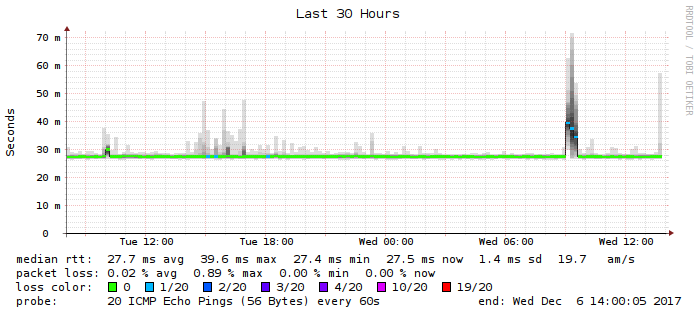 Last 30 Hours
RRDTOOL / TOBI OETIKER
Seconds
70 m
60 m
50 m
40 m
30 m
20 m
10 m
0
Tue 12:00 Tue 18:00 Wed 00:00 Wed 06:00 Wed 12:00
median rtt: 27.7 ms avg 39.6 ms max 27.4 ms min 27.5 ms now 1.4 ms sd 19.7 am/s
packet loss: 0.02 % avg 0.89 % max 0.00 % min 0.00 % now
loss color: 0 1/20 2/20 3/20 4/20 10/20 19/20
probe: 20 ICMP Echo Pings (56 Bytes) every 60s end: Wed Dec 6 14:00:05 2017